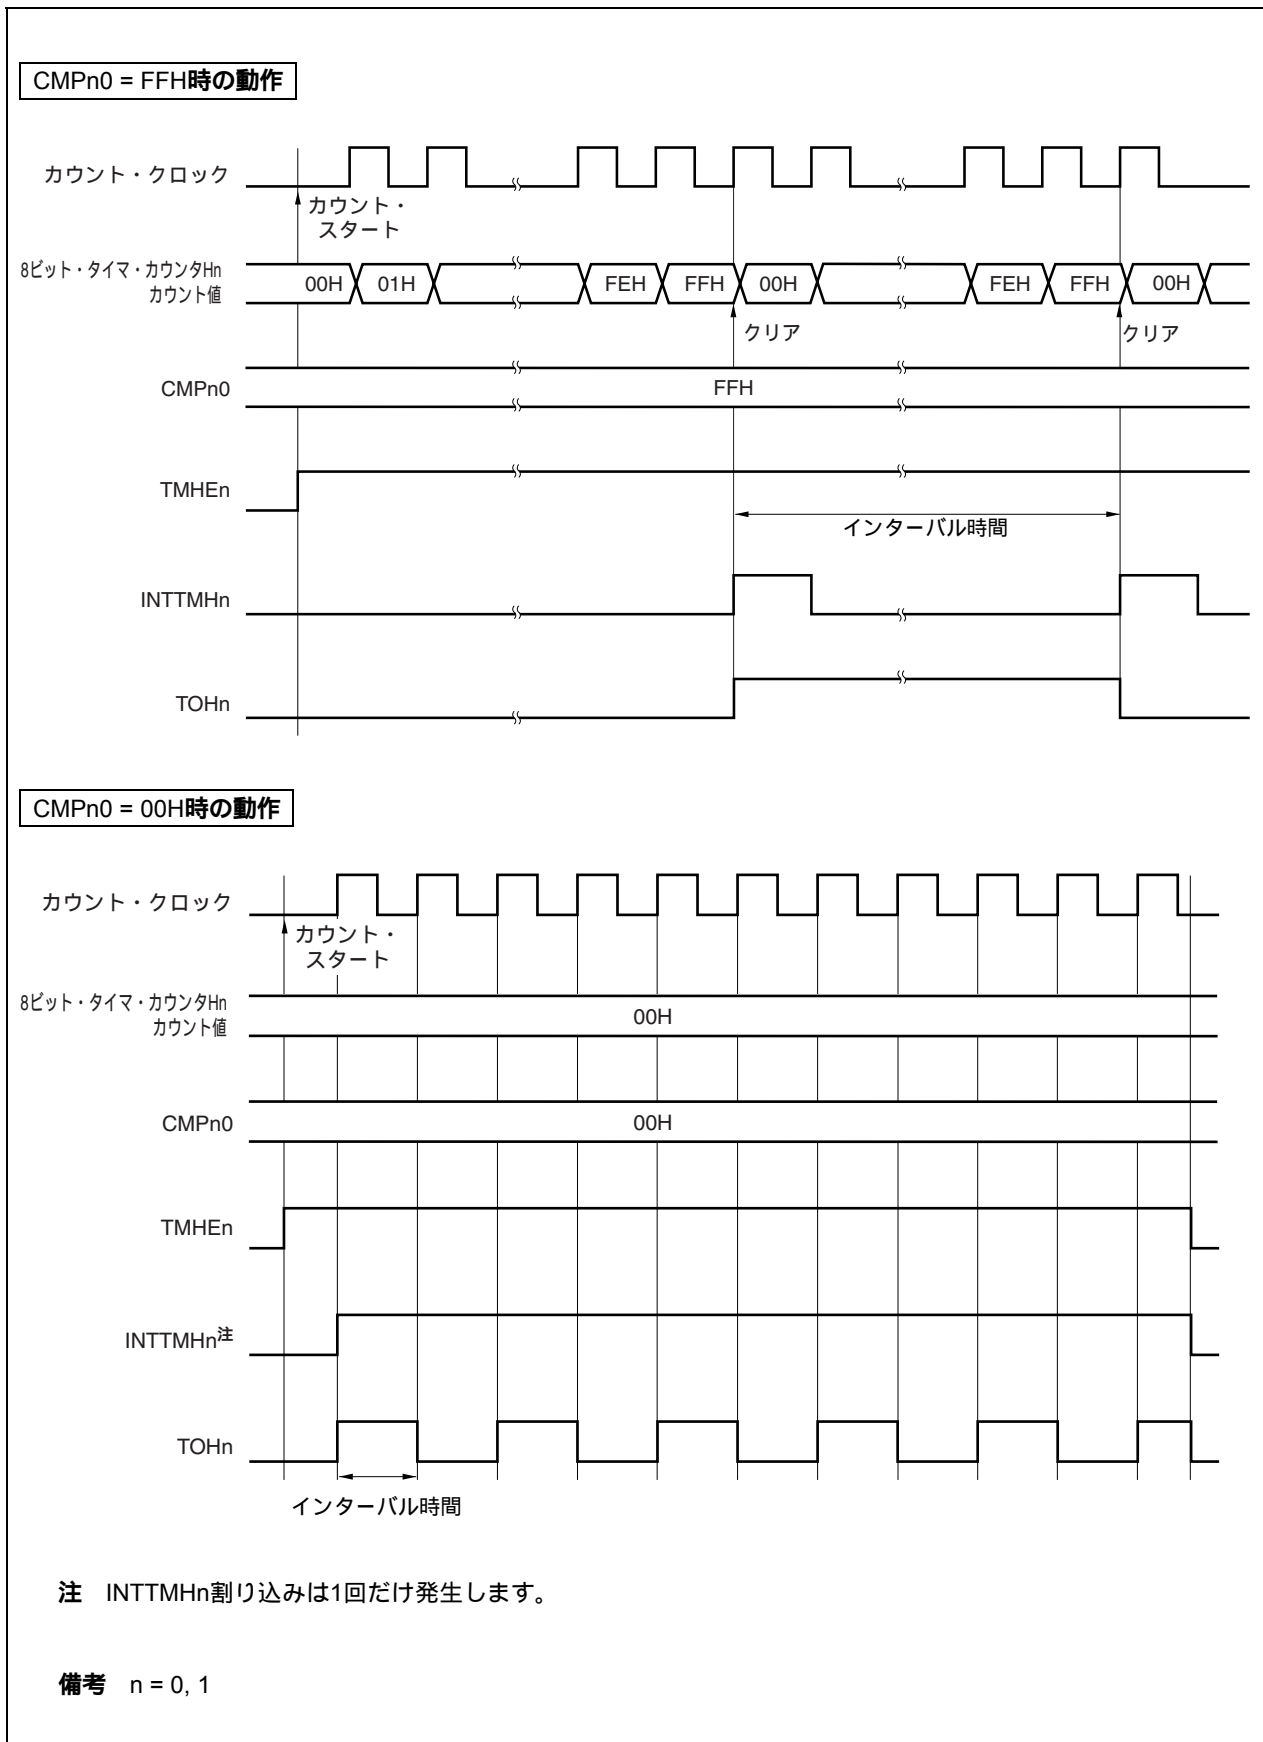 CMPn0 = FFH時の動作
カウント・クロック
カウント・
スタート
8ビット・タイマ・カウンタHn
カウント値
00H
01H
FEH
FFH
00H
FEH
FFH
00H
クリア
クリア
CMPn0
FFH
TMHEn
インターバル時間
INTTMHn
TOHn
CMPn0 = 00H時の動作
カウント・クロック
カウント・
スタート
8ビット・タイマ・カウンタHn
カウント値
00H
CMPn0
00H
TMHEn
INTTMHn注
TOHn
インターバル時間
注 INTTMHn割り込みは1回だけ発生します。
備考 n = 0, 1